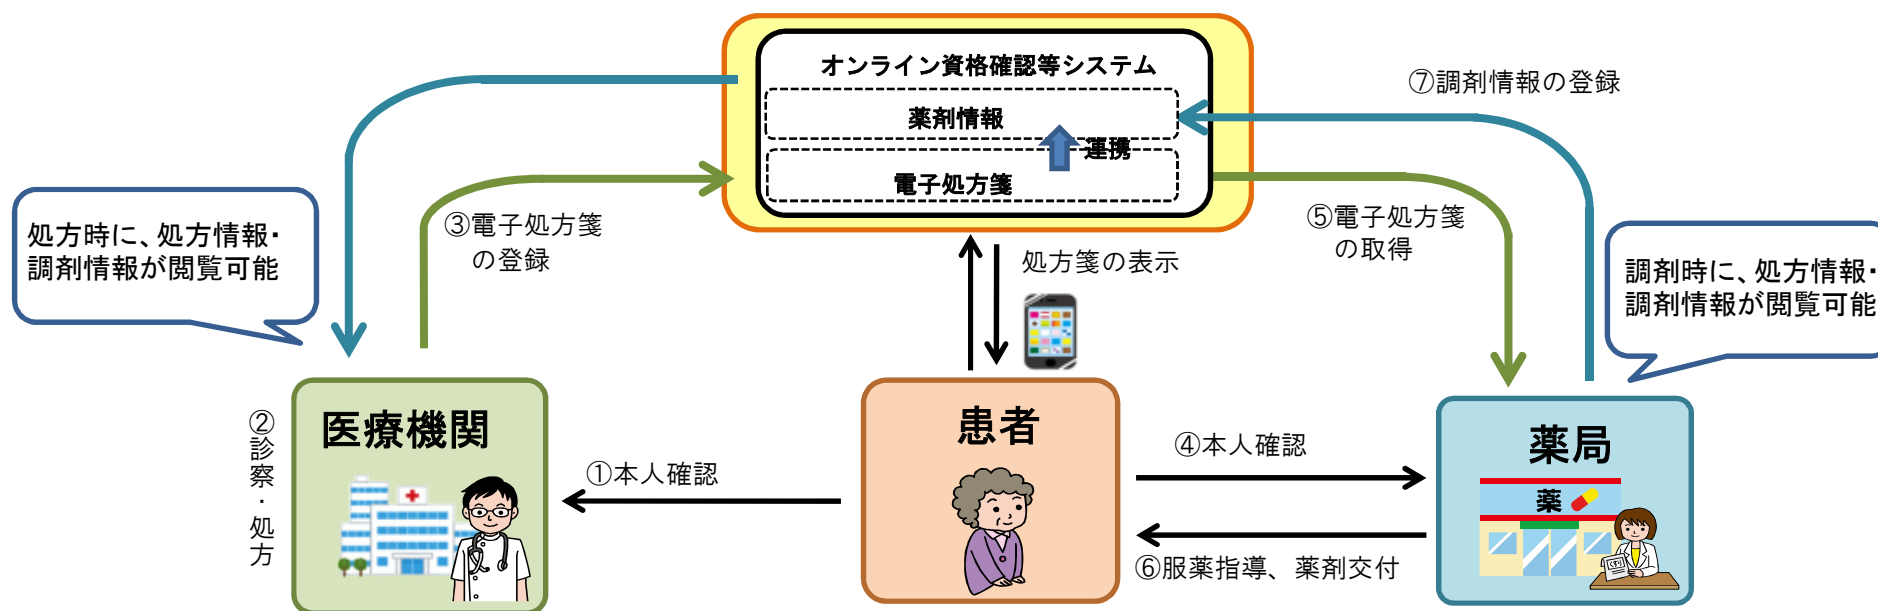 オンライン資格確認等システム
薬剤情報
連携
電子処方箋
⑦調剤情報の登録
処方時に、処方情報・
調剤情報が閲覧可能
③電子処方箋
の登録
処方箋の表示
⑤電子処方箋
の取得
調剤時に、処方情報・
調剤情報が閲覧可能
②診察・処方
医療機関
①本人確認
患者
④本人確認
⑥服薬指導、薬剤交付
薬局
薬